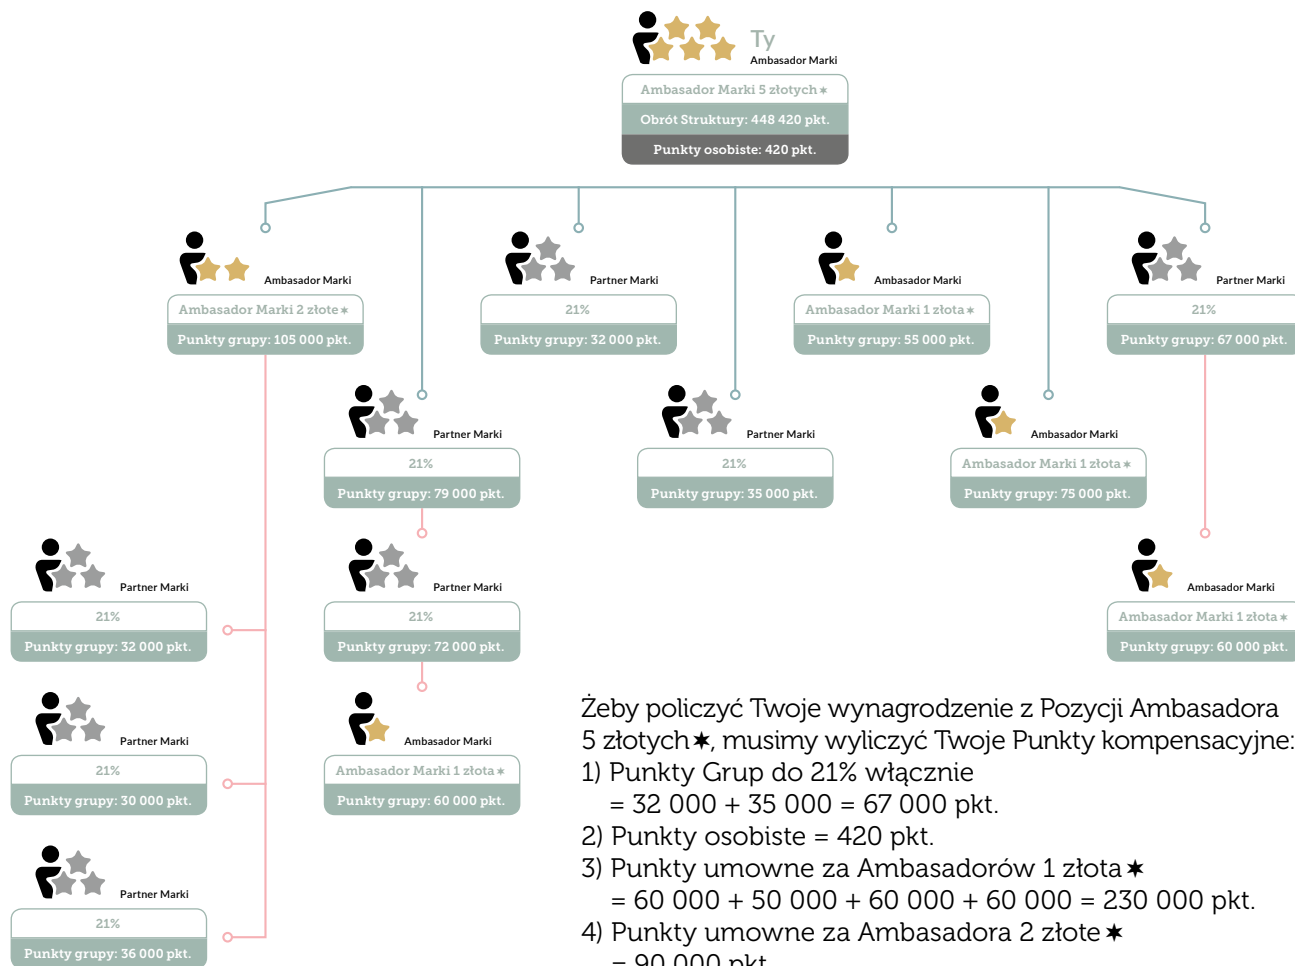 Ty
Ambasador Marki
Ambasador Marki 5 złotych✶
Obrót Struktury: 448 420 pkt.
Punkty osobiste: 420 pkt.
Ambasador Marki
Ambasador Marki 2 złote✶
Punkty grupy: 105 000 pkt.
Partner Marki
21%
Punkty grupy: 32 000 pkt.
Ambasador Marki
Ambasador Marki 1 złota✶
Punkty grupy: 55 000 pkt.
Partner Marki
21%
Punkty grupy: 67 000 pkt.
Partner Marki
21%
Punkty grupy: 79 000 pkt.
Partner Marki
21%
Punkty grupy: 35 000 pkt.
Ambasador Marki
Ambasador Marki 1 złota✶
Punkty grupy: 75 000 pkt.
Partner Marki
21%
Punkty grupy: 32 000 pkt.
Partner Marki
21%
Punkty grupy: 72 000 pkt.
Ambasador Marki
Ambasador Marki 1 złota✶
Punkty grupy: 60 000 pkt.
Partner Marki
21%
Punkty grupy: 30 000 pkt.
Ambasador Marki
Ambasador Marki 1 złota✶
Punkty grupy: 60 000 pkt.
Partner Marki
21%
Punkty grupy: 36 000 pkt.
Żeby policzyć Twoje wynagrodzenie z Pozycji Ambasadora
5 złotych✶, musimy wyliczyć Twoje Punkty kompensacyjne:
1) Punkty Grup do 21% włącznie
= 32 000 + 35 000 = 67 000 pkt.
2) Punkty osobiste = 420 pkt.
3) Punkty umowne za Ambasadorów 1 złota✶
= 60 000 + 50 000 + 60 000 + 60 000 = 230 000 pkt.
4) Punkty umowne za Ambasadora 2 złote✶
= 90 000 pkt.